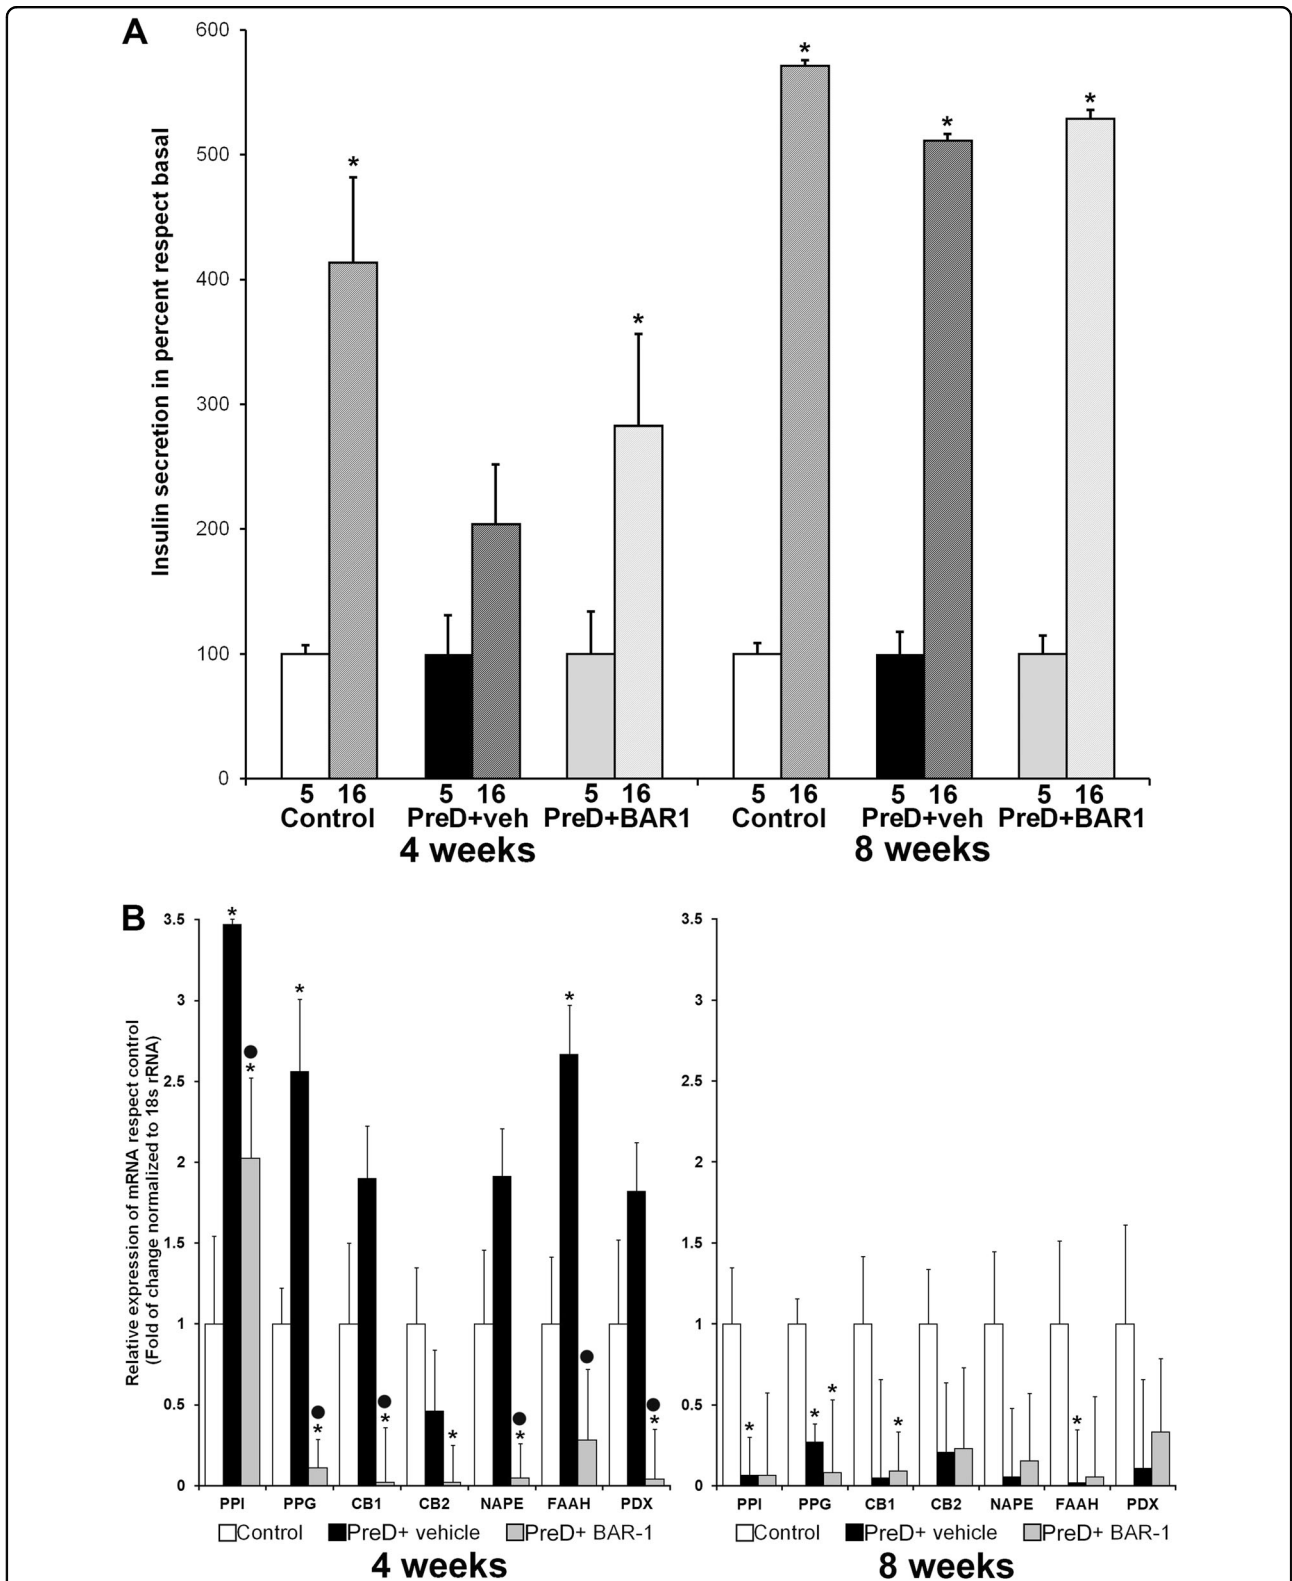 A
Insulin secretion in percent respect basal
600
500
400
300
200
100
0
* * * * *
5 16 5 16 5 16 5 16 5 16 5 16
Control PreD+veh PreD+BAR1 Control PreD+veh PreD+BAR1
4 weeks 8 weeks
B
Relative expression of mRNA respect control
(Fold of change normalized to 18s rRNA)
3.5
3
2.5
2
1.5
1
0.5
0
* * * * * * * * *
PPI PPG CB1 CB2 NAPE FAAH PDX
Control PreD+ vehicle PreD+ BAR-1
4 weeks
3.5
3
2.5
2
1.5
1
0.5
0
* * * * *
PPI PPG CB1 CB2 NAPE FAAH PDX
Control PreD+ vehicle PreD+ BAR-1
8 weeks